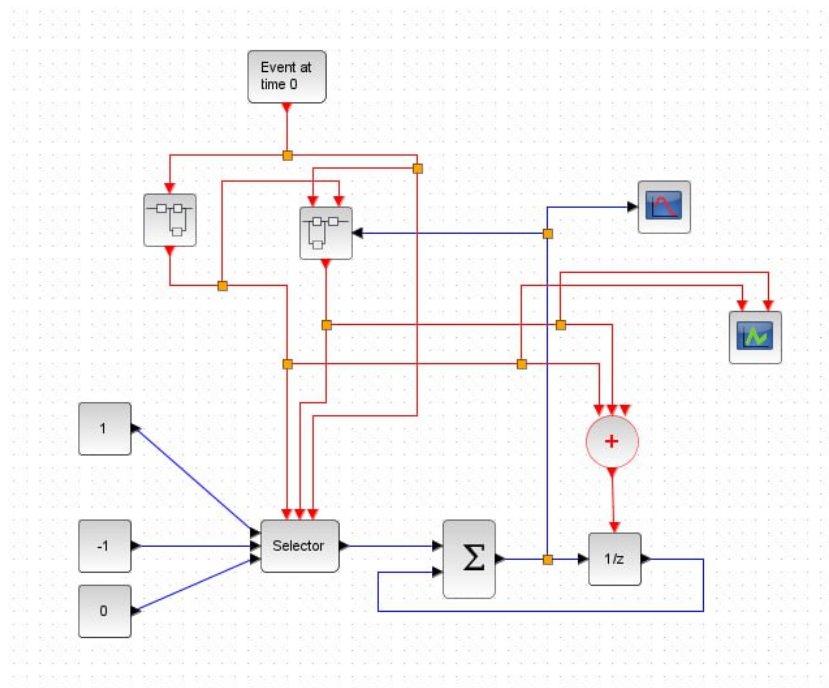 Event at
time 0
1
+
-1
Selector
Σ
1/z
0